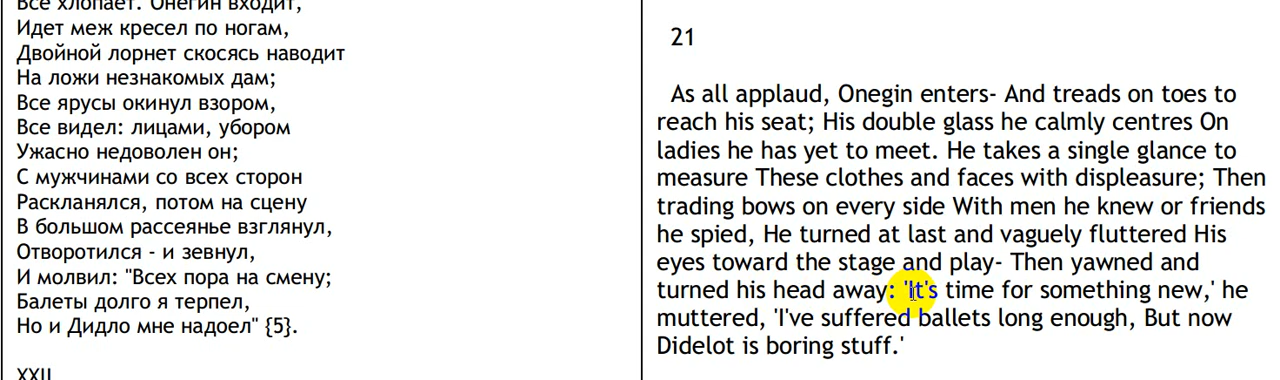 Все хлопает. Онегин входит,
Идет меж кресел по ногам,
Двойной лорнет скосясь наводит
На ложи незнакомых дам;
Все ярусы окинул взором,
Все видел: лицами, убором
Ужасно недоволен он;
С мужчинами со всех сторон
Раскланялся, потом на сцену
В большом рассеянье взглянул,
Отворотился - и зевнул,
И молвил: "Всех пора на смену;
Балеты долго я терпел,
Но и Дидло мне надоел" {5}.
XXII
21
As all applaud, Onegin enters- And treads on toes to
reach his seat; His double glass he calmly centres On
ladies he has yet to meet. He takes a single glance to
measure These clothes and faces with displeasure; Then
trading bows on every side With men he knew or friends
he spied, He turned at last and vaguely fluttered His
eyes toward the stage and play- Then yawned and
turned his head away: 'It's time for something new,' he
muttered, 'I've suffered ballets long enough, But now
Didelot is boring stuff.'